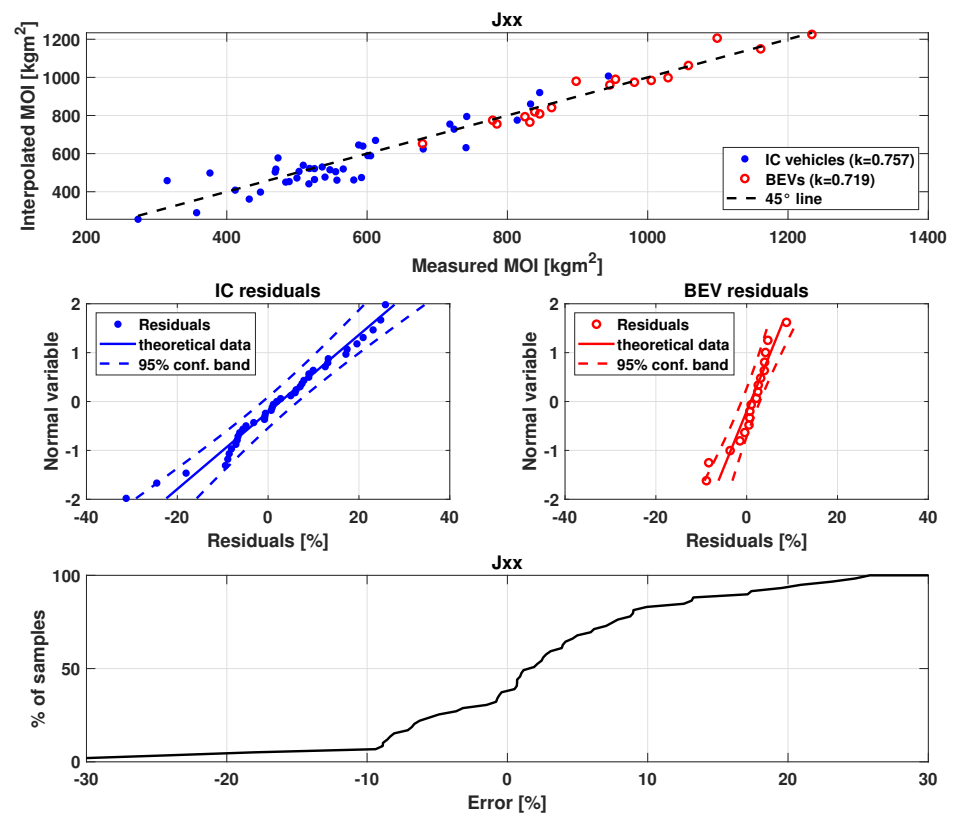 Jxx
Interpolated MOI [kgm²]
1200
1000
800
600
400
IC vehicles (k=0.757)
BEVs (k=0.719)
45° line
200 400 600 800 1000 1200 1400
Measured MOI [kgm²]
IC residuals
Normal variable
2
1
0
-1
-2
Residuals
theoretical data
95% conf. band
-40 -20 0 20 40
Residuals [%]
BEV residuals
Normal variable
2
1
0
-1
-2
Residuals
theoretical data
95% conf. band
-40 -20 0 20 40
Residuals [%]
Jxx
% of samples
100
50
0
-30 -20 -10 0 10 20 30
Error [%]